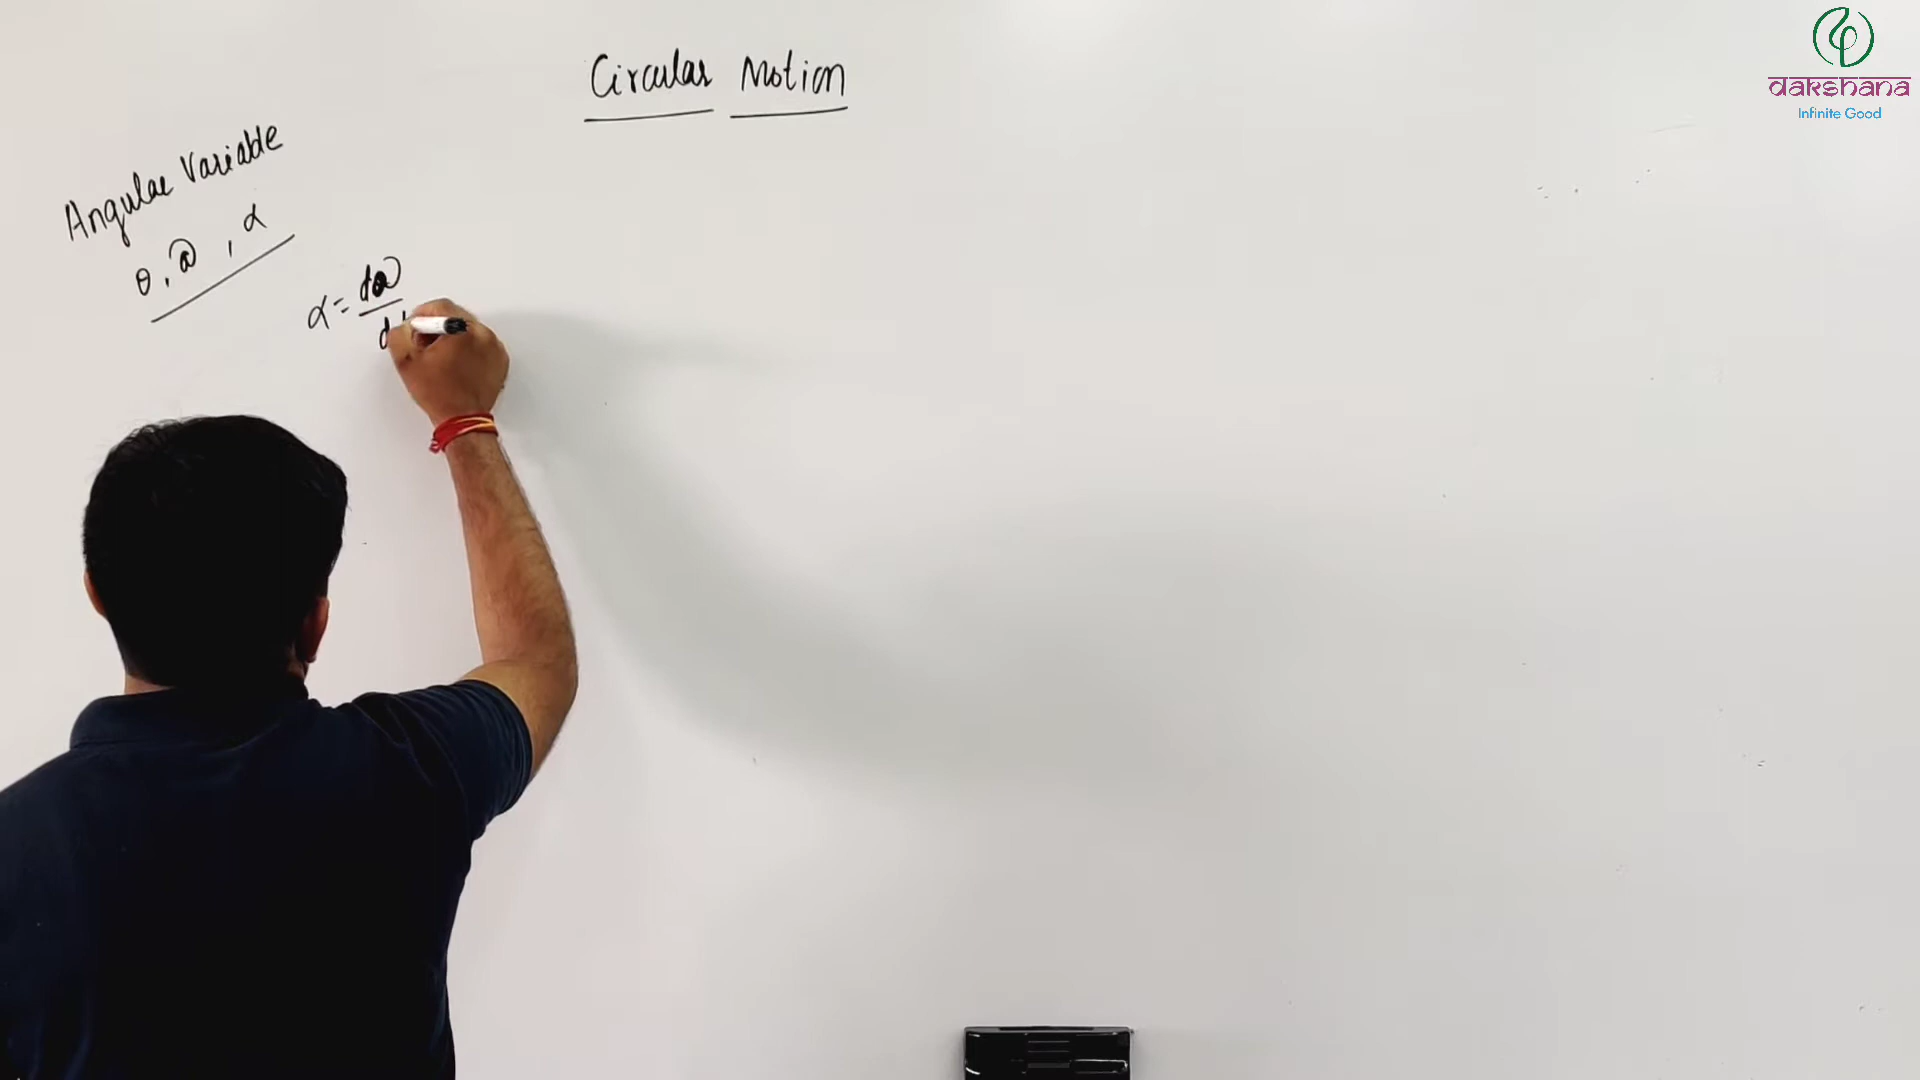 Circular Motion
dakshana
Infinite Good
Angular Variable
θ, ω, α
α = dω
dt